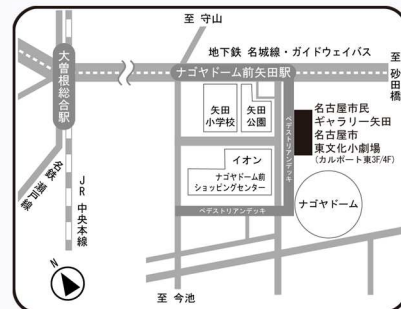 至 守山
地下鉄 名城線・ガイドウェイバス
至 砂田橋
大曽根総合駅
ナゴヤドーム前矢田駅
矢田
小学校
矢田
公園
ペデストリアンデッキ
名古屋市民
ギャラリー矢田
名古屋市
東文化小劇場
(カルポート東3F/4F)
イオン
ナゴヤドーム前
ショッピングセンター
ナゴヤドーム
ペデストリアンデッキ
名鉄 瀬戸線
JR 中央本線
N
至 今池